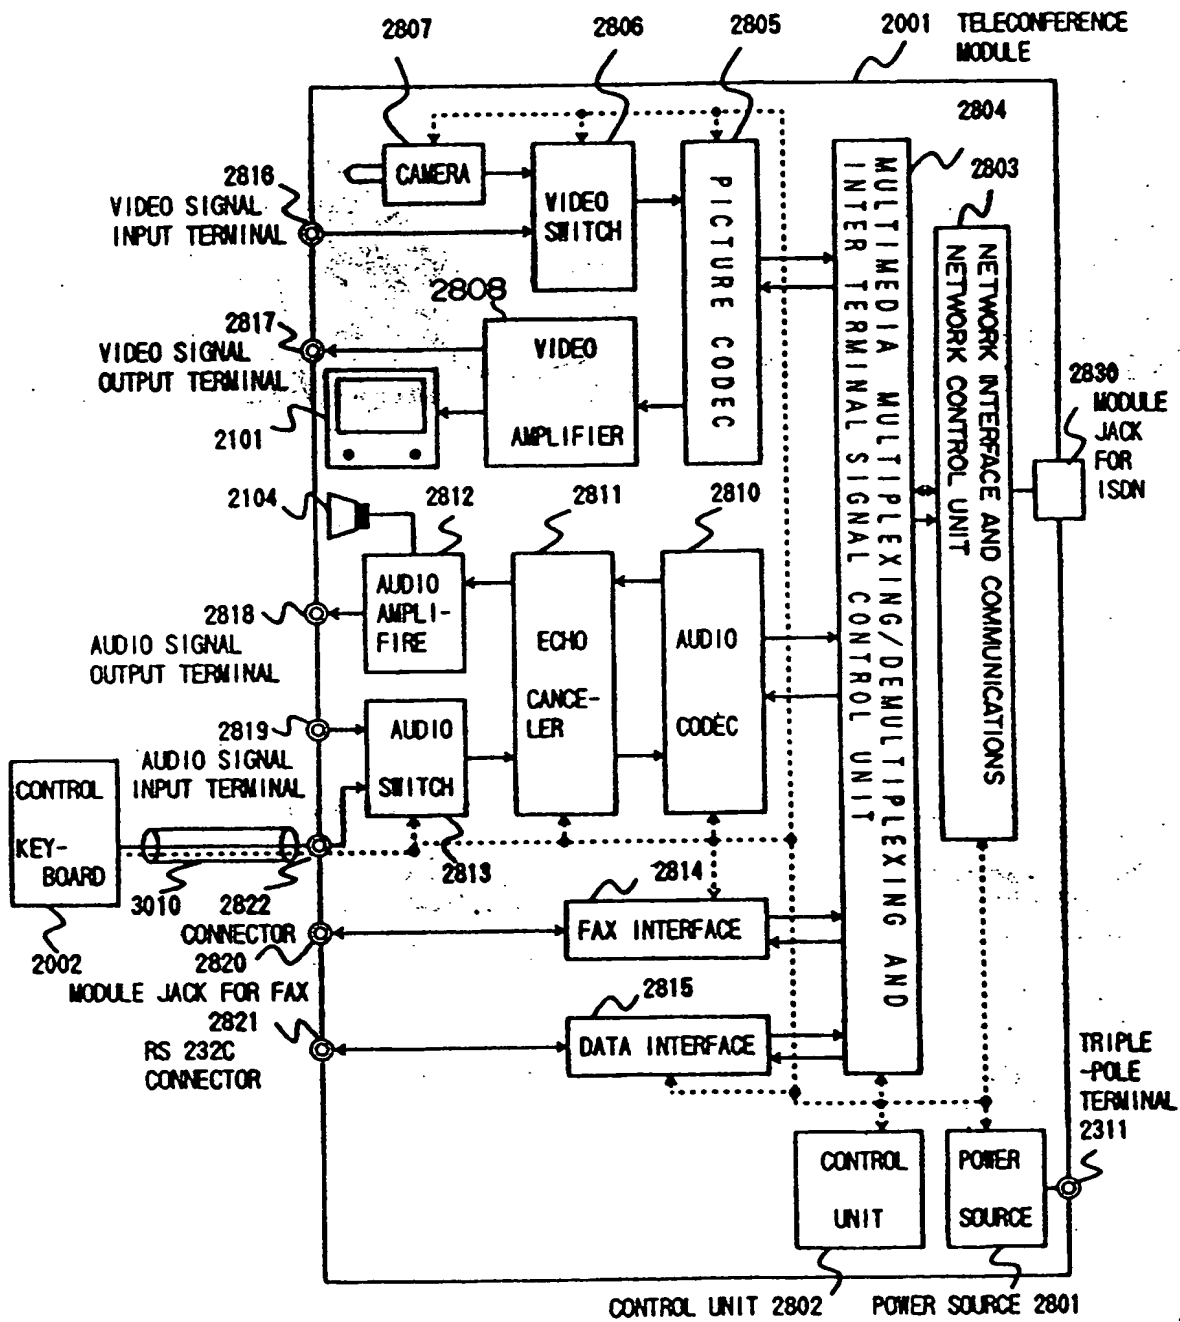 2807
2806
2805
2001 TELECONFERENCE
MODULE
2804
2803
2816
VIDEO SIGNAL
INPUT TERMINAL
CAMERA
VIDEO
SWITCH
PICTURE CODEC
MULTIMEDIA MULTIPLEXING/DEMULTIPLEXING AND
INTER TERMINAL SIGNAL CONTROL UNIT
NETWORK INTERFACE AND COMMUNICATIONS
NETWORK CONTROL UNIT
2808
2817
VIDEO SIGNAL
OUTPUT TERMINAL
VIDEO
AMPLIFIER
2101
2830
MODULE
JACK
FOR
ISDN
2104
2812
2811
2810
AUDIO
AMPLI-
FIRE
2818
AUDIO SIGNAL
OUTPUT TERMINAL
ECHO
CANCE-
LER
AUDIO
CODEC
2819
AUDIO SIGNAL
INPUT TERMINAL
AUDIO
SWITCH
CONTROL
KEY-
BOARD
3010
2822
CONNECTOR
2813
2814
FAX INTERFACE
2002
2820
MODULE JACK FOR FAX
2815
2821
RS 232C
CONNECTOR
DATA INTERFACE
TRIPLE
-POLE
TERMINAL
2311
CONTROL
UNIT
POWER
SOURCE
CONTROL UNIT 2802
POWER SOURCE 2801